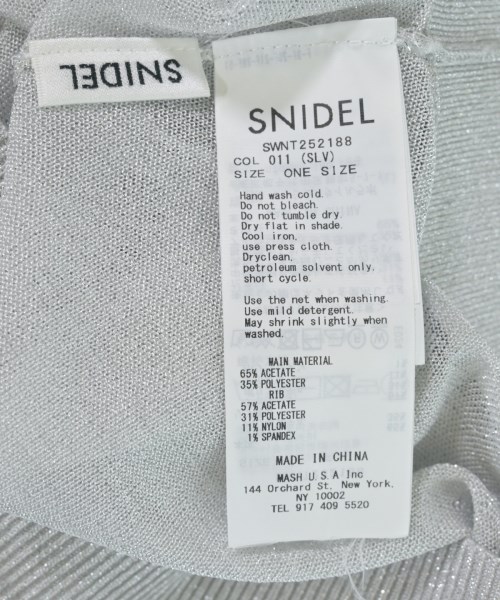 SNIDEL
SNIDEL
SWNT252188
COL 011 (SLV)
SIZE ONE SIZE
Hand wash cold.
Do not bleach.
Do not tumble dry.
Dry flat in shade.
Cool iron,
use press cloth.
Dryclean,
petroleum solvent only,
short cycle.
Use the net when washing.
Use mild detergent.
May shrink slightly when
washed.
MAIN MATERIAL
65% ACETATE
35% POLYESTER
RIB
57% ACETATE
31% POLYESTER
11% NYLON
1% SPANDEX
MADE IN CHINA
MASH U.S.A Inc
144 Orchard St. New York,
NY 10002
TEL 917 409 5520